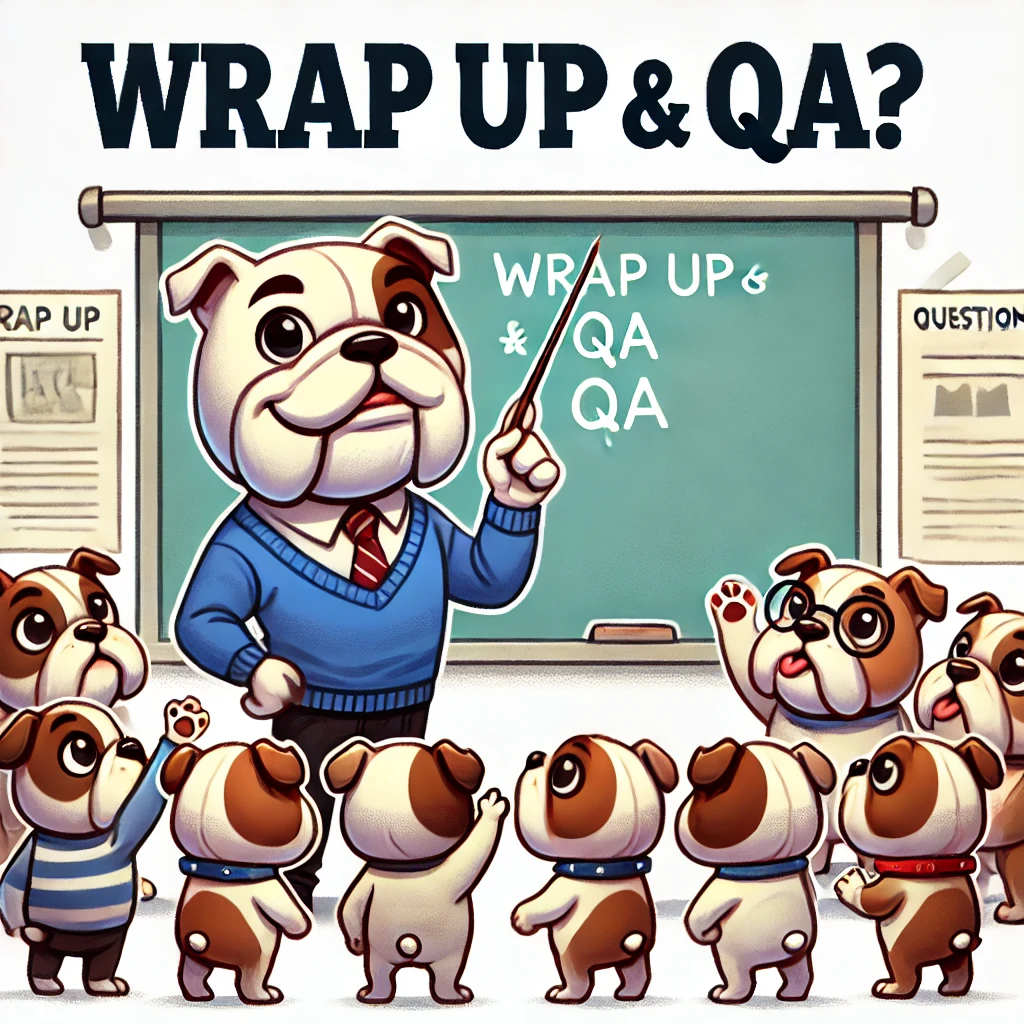 WRAP UP & QA?
WRAP UP &
* QA
QA
RAP UP
QUESTION